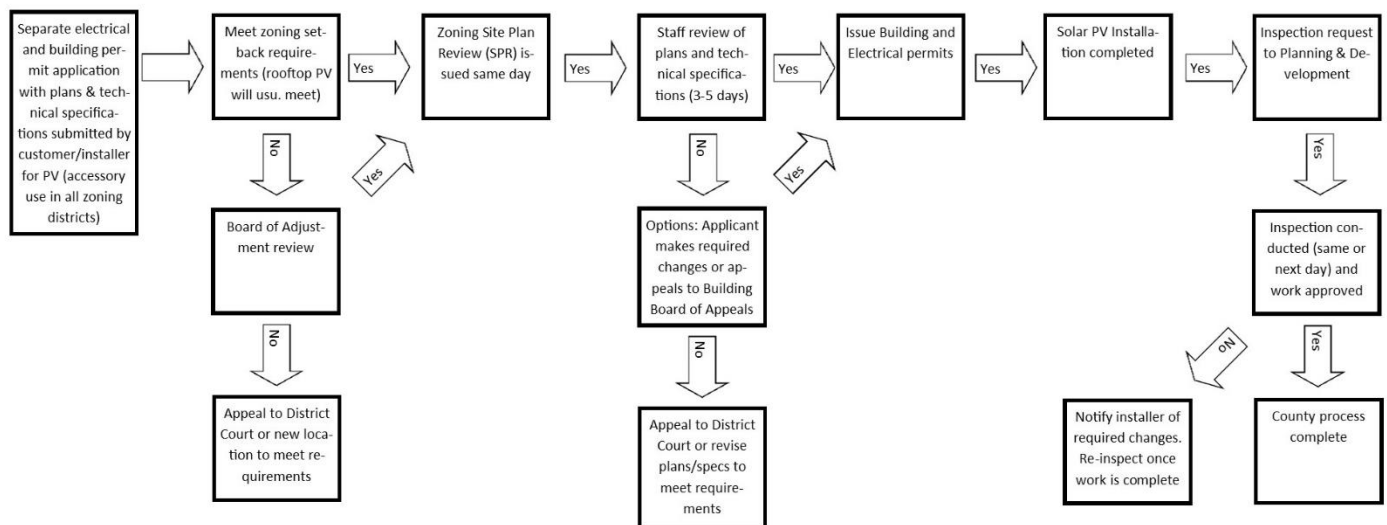 Separate electrical
and building per-
mit application
with plans & tech-
nical specifica-
tions submitted by
customer/installer
for PV (accessory
use in all zoning
districts)
Meet zoning set-
back require-
ments (rooftop PV
will usu. meet)
Yes
Zoning Site Plan
Review (SPR) is-
sued same day
Yes
Staff review of
plans and tech-
nical specifica-
tions (3-5 days)
Yes
Issue Building and
Electrical permits
Yes
Solar PV Installa-
tion completed
Yes
Inspection request
to Planning & De-
velopment
No
Yes
No
Yes
Yes
Board of Adjust-
ment review
Options: Applicant
makes required
changes or ap-
peals to Building
Board of Appeals
Inspection con-
ducted (same or
next day) and
work approved
No
No
No
Yes
Appeal to District
Court or new loca-
tion to meet re-
quirements
Appeal to District
Court or revise
plans/specs to
meet require-
ments
Notify installer of
required changes.
Re-inspect once
work is complete
County process
complete